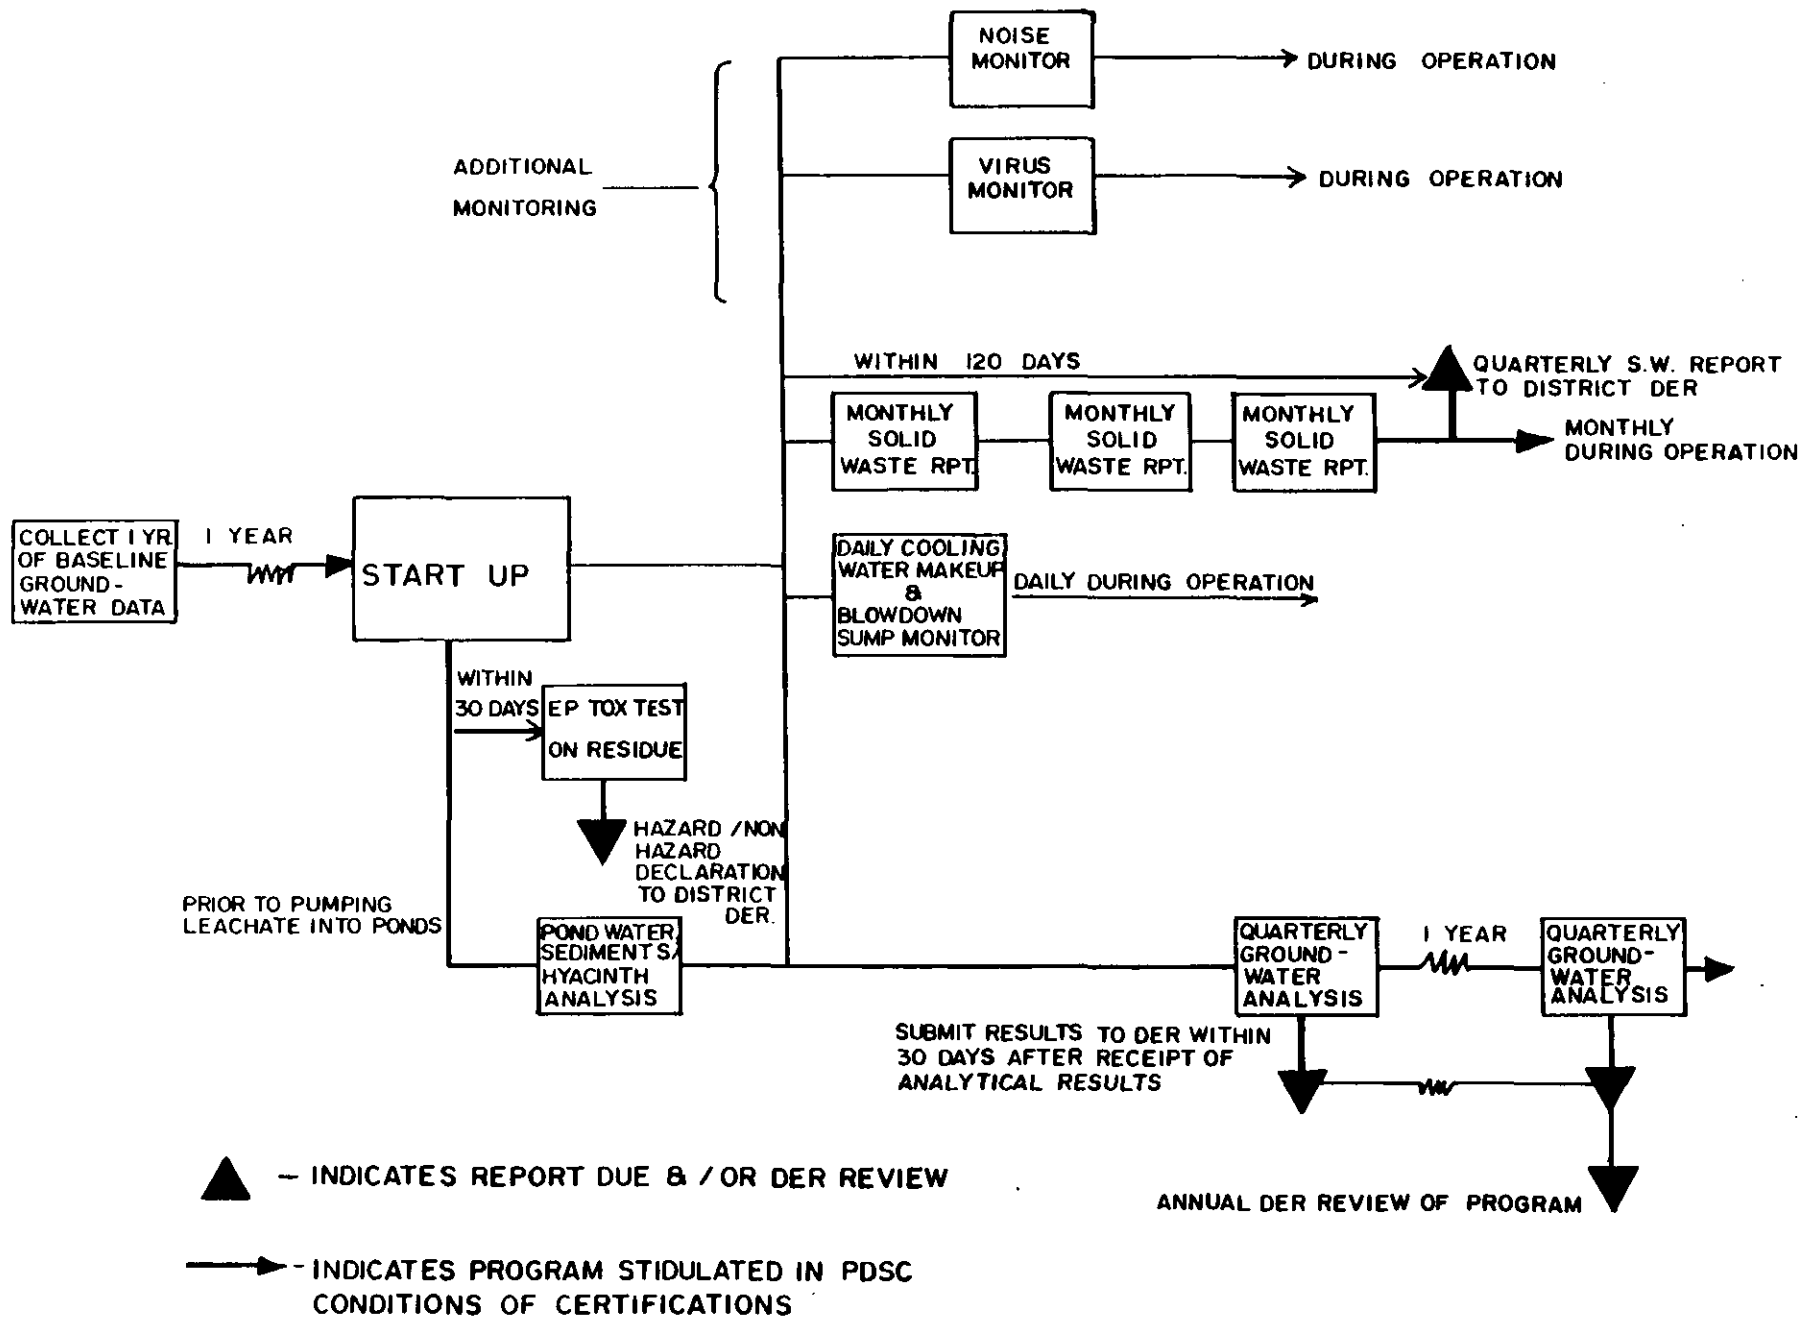 NOISE
MONITOR
DURING OPERATION
ADDITIONAL
MONITORING
VIRUS
MONITOR
DURING OPERATION
WITHIN 120 DAYS
QUARTERLY S.W. REPORT
TO DISTRICT DER
MONTHLY
SOLID
WASTE RPT.
MONTHLY
SOLID
WASTE RPT.
MONTHLY
SOLID
WASTE RPT.
MONTHLY
DURING OPERATION
COLLECT 1 YR
OF BASELINE
GROUND-
WATER DATA
1 YEAR
START UP
DAILY COOLING
WATER MAKEUP
&
BLOWDOWN
SUMP MONITOR
DAILY DURING OPERATION
WITHIN
30 DAYS
EP TOX TEST
ON RESIDUE
HAZARD /NON
HAZARD
DECLARATION
TO DISTRICT
DER.
PRIOR TO PUMPING
LEACHATE INTO PONDS
POND WATER,
SEDIMENTS/
HYACINTH
ANALYSIS
QUARTERLY
GROUND-
WATER
ANALYSIS
1 YEAR
QUARTERLY
GROUND-
WATER
ANALYSIS
SUBMIT RESULTS TO DER WITHIN
30 DAYS AFTER RECEIPT OF
ANALYTICAL RESULTS
ANNUAL DER REVIEW OF PROGRAM
- INDICATES REPORT DUE & /OR DER REVIEW
- INDICATES PROGRAM STIDULATED IN PDSC
CONDITIONS OF CERTIFICATIONS